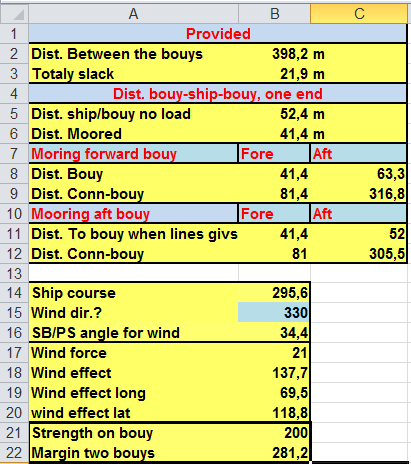 A B C
1 Provided
2 Dist. Between the bouys 398,2 m
3 Totaly slack 21,9 m
4 Dist. bouy-ship-bouy, one end
5 Dist. ship/bouy no load 52,4 m
6 Dist. Moored 41,4 m
7 Moring forward bouy Fore Aft
8 Dist. Bouy 41,4 63,3
9 Dist. Conn-bouy 81,4 316,8
10 Mooring aft bouy Fore Aft
11 Dist. To bouy when lines givs 41,4 52
12 Dist. Conn-bouy 81 305,5
13
14 Ship course 295,6
15 Wind dir.? 330
16 SB/PS angle for wind 34,4
17 Wind force 21
18 Wind effect 137,7
19 Wind effect long 69,5
20 wind effect lat 118,8
21 Strength on bouy 200
22 Margin two bouys 281,2